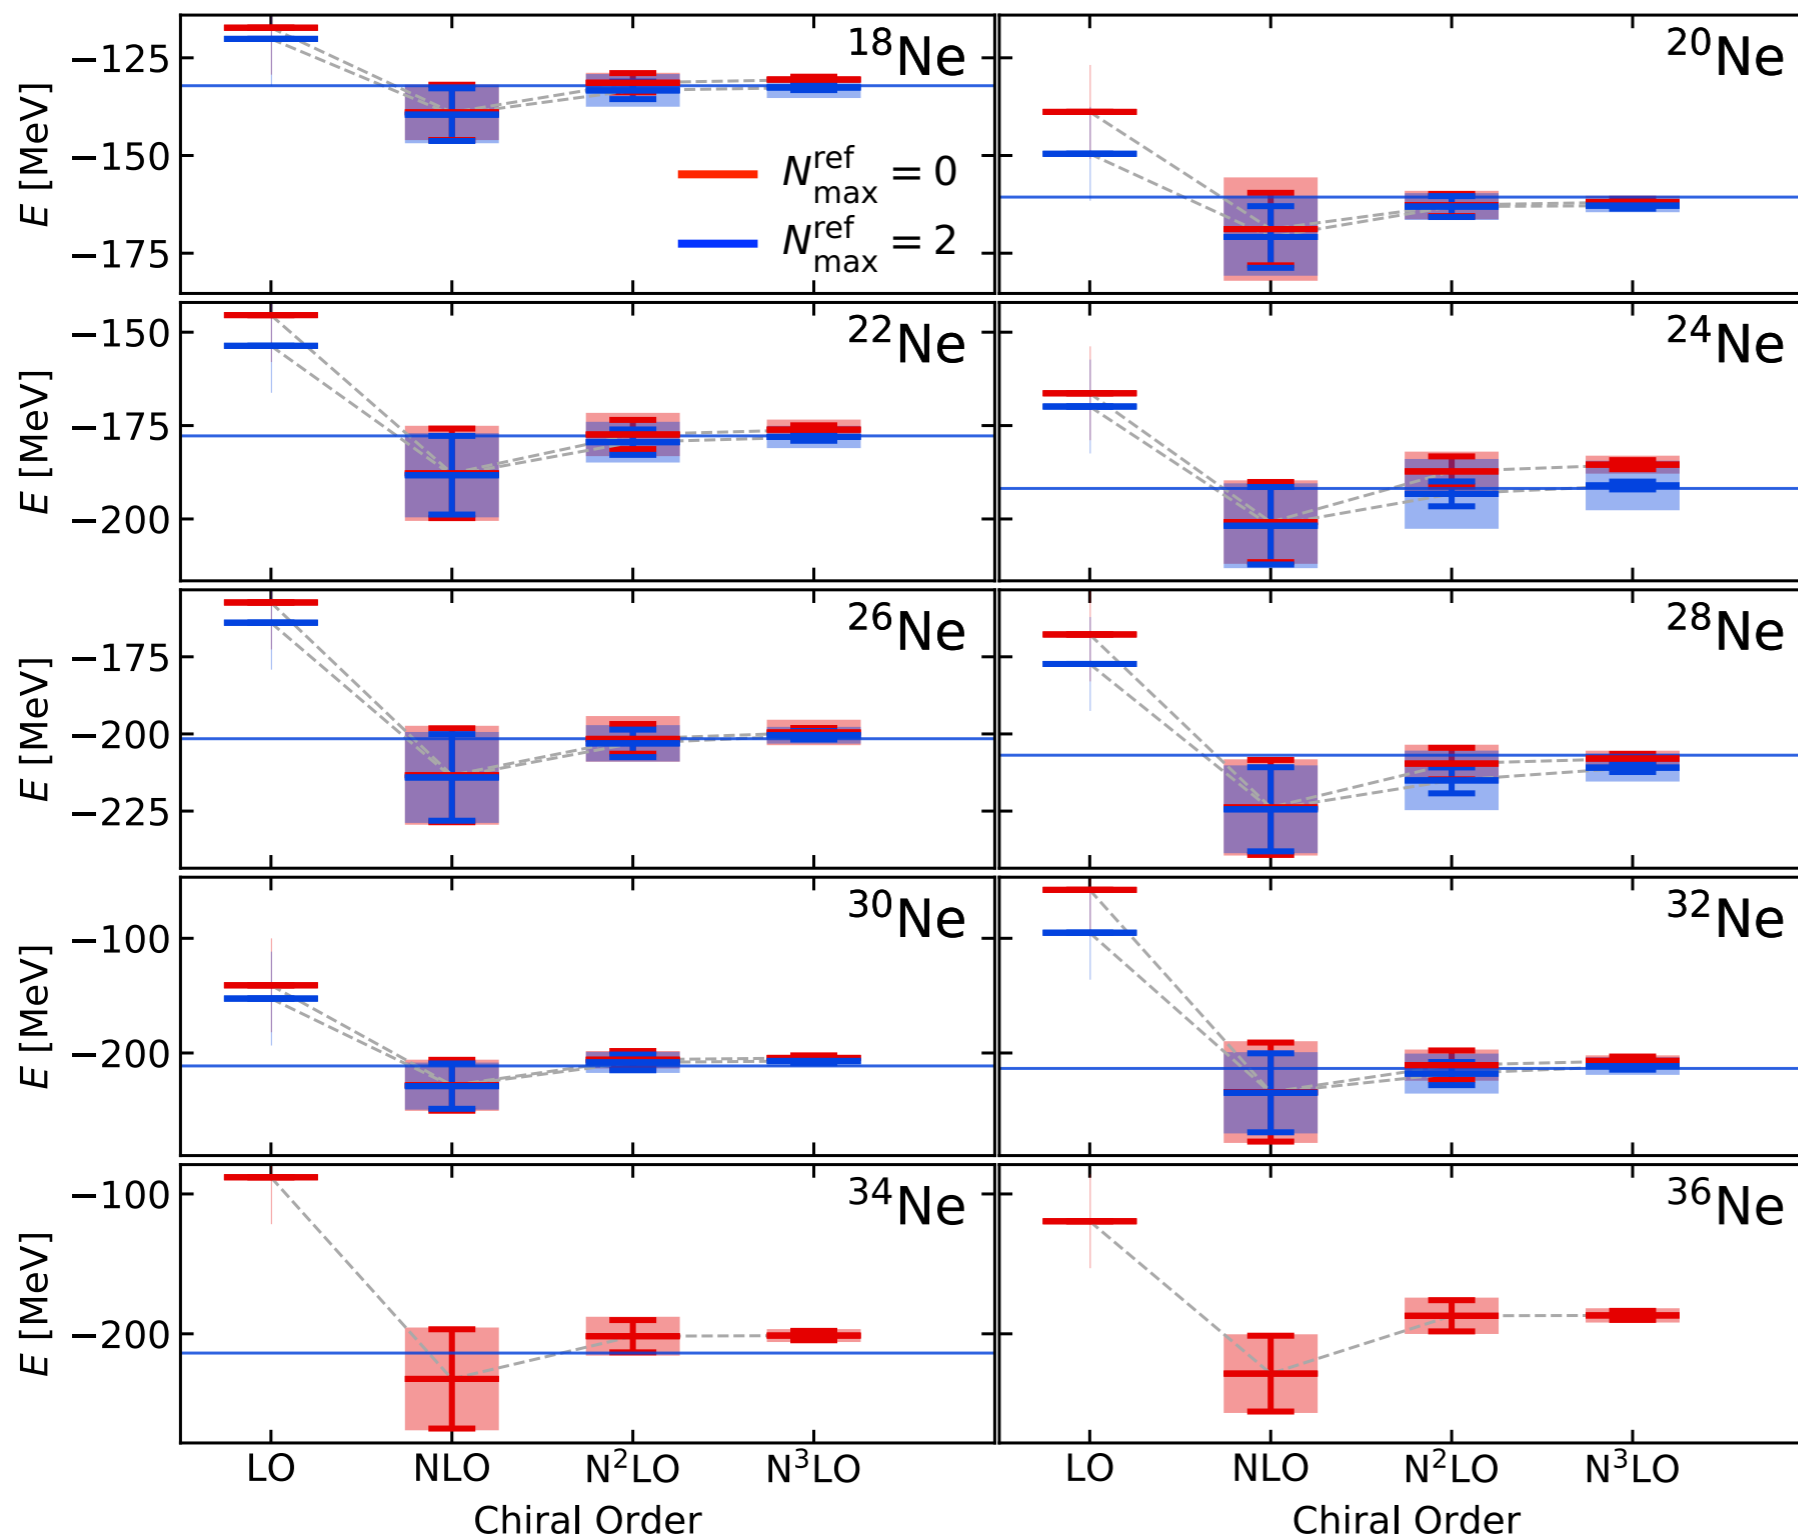 ¹⁸Ne
²⁰Ne
−125
−150
−175
E [MeV]
N^ref_max = 0
N^ref_max = 2
²²Ne
²⁴Ne
−150
−175
−200
E [MeV]
²⁶Ne
²⁸Ne
−175
−200
−225
E [MeV]
³⁰Ne
³²Ne
−100
−200
E [MeV]
³⁴Ne
³⁶Ne
−100
−200
E [MeV]
LO NLO N²LO N³LO
LO NLO N²LO N³LO
Chiral Order
Chiral Order